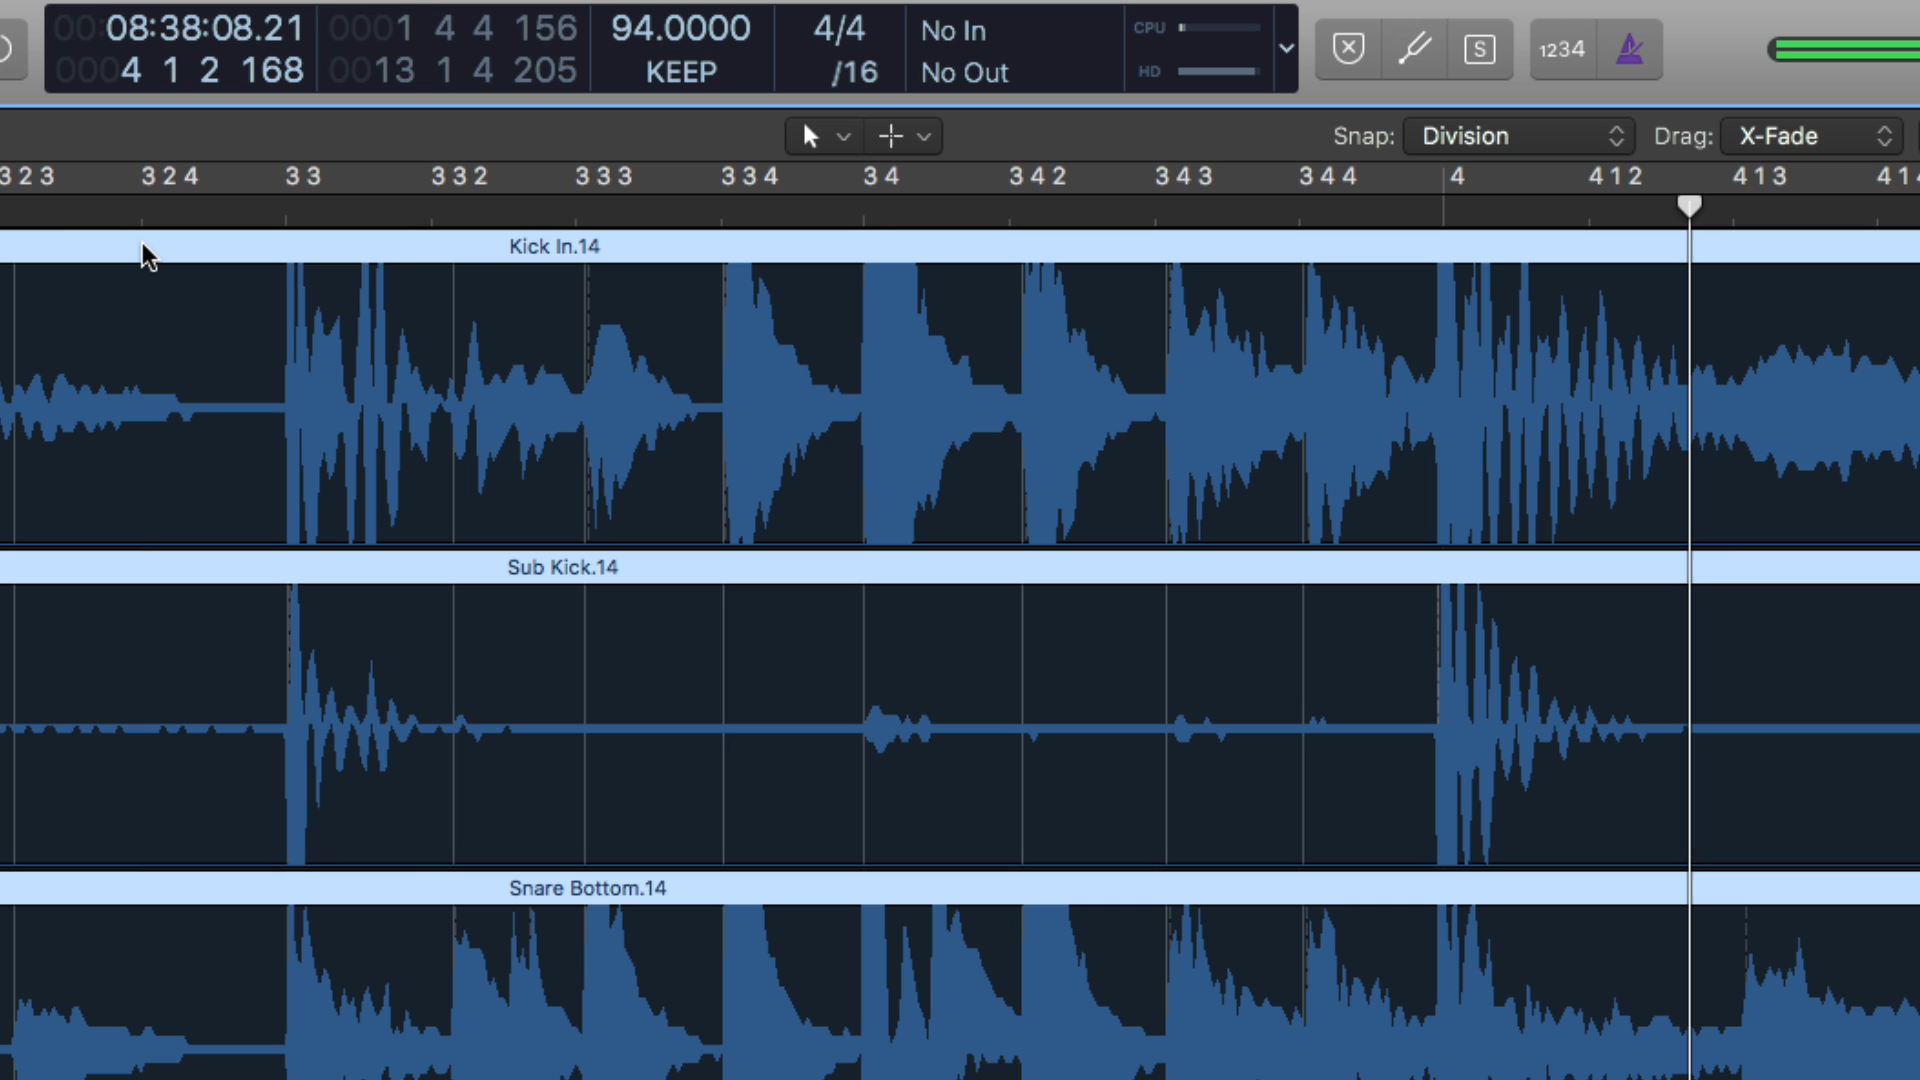 00:08:38:08.21 0001 4 4 156 94.0000 4/4 No In CPU
0004 1 2 168 0013 1 4 205 KEEP /16 No Out HD
S 1234
Snap: Division Drag: X-Fade
3 2 3 3 2 4 3 3 3 3 2 3 3 3 3 3 4 3 4 3 4 2 3 4 3 3 4 4 4 4 1 2 4 1 3 4 1 4
Kick In.14
Sub Kick.14
Snare Bottom.14